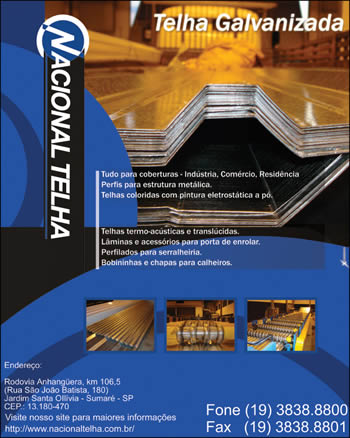 Telha Galvanizada
NACIONAL TELHA
Tudo para coberturas - Indústria, Comércio, Residência
Perfis para estrutura metálica.
Telhas coloridas com pintura eletrostática a pó.
Telhas termo-acústicas e translúcidas.
Lâminas e acessórios para porta de enrolar.
Perfilados para serralheria.
Bobininhas e chapas para calheiros.
Endereço:
Rodovia Anhangüera, km 106,5
(Rua São João Batista, 180)
Jardim Santa Ollívia - Sumaré - SP
CEP.: 13.180-470
Visite nosso site para maiores informações
http://www.nacionaltelha.com.br/
Fone (19) 3838.8800
Fax (19) 3838.8801